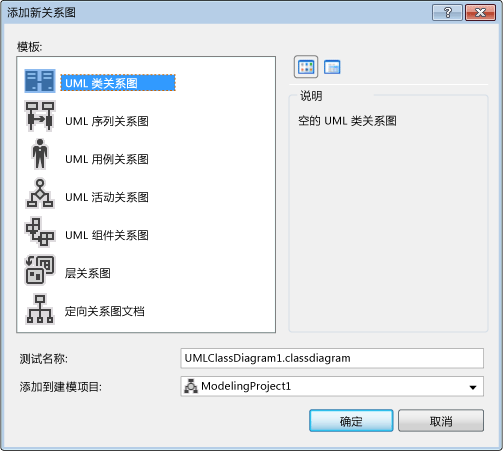 添加新关系图
模板:
UML 类关系图
UML 序列关系图
UML 用例关系图
UML 活动关系图
UML 组件关系图
层关系图
定向关系图文档
说明
空的 UML 类关系图
测试名称:
UMLClassDiagram1.classdiagram
添加到建模项目:
ModelingProject1
确定
取消